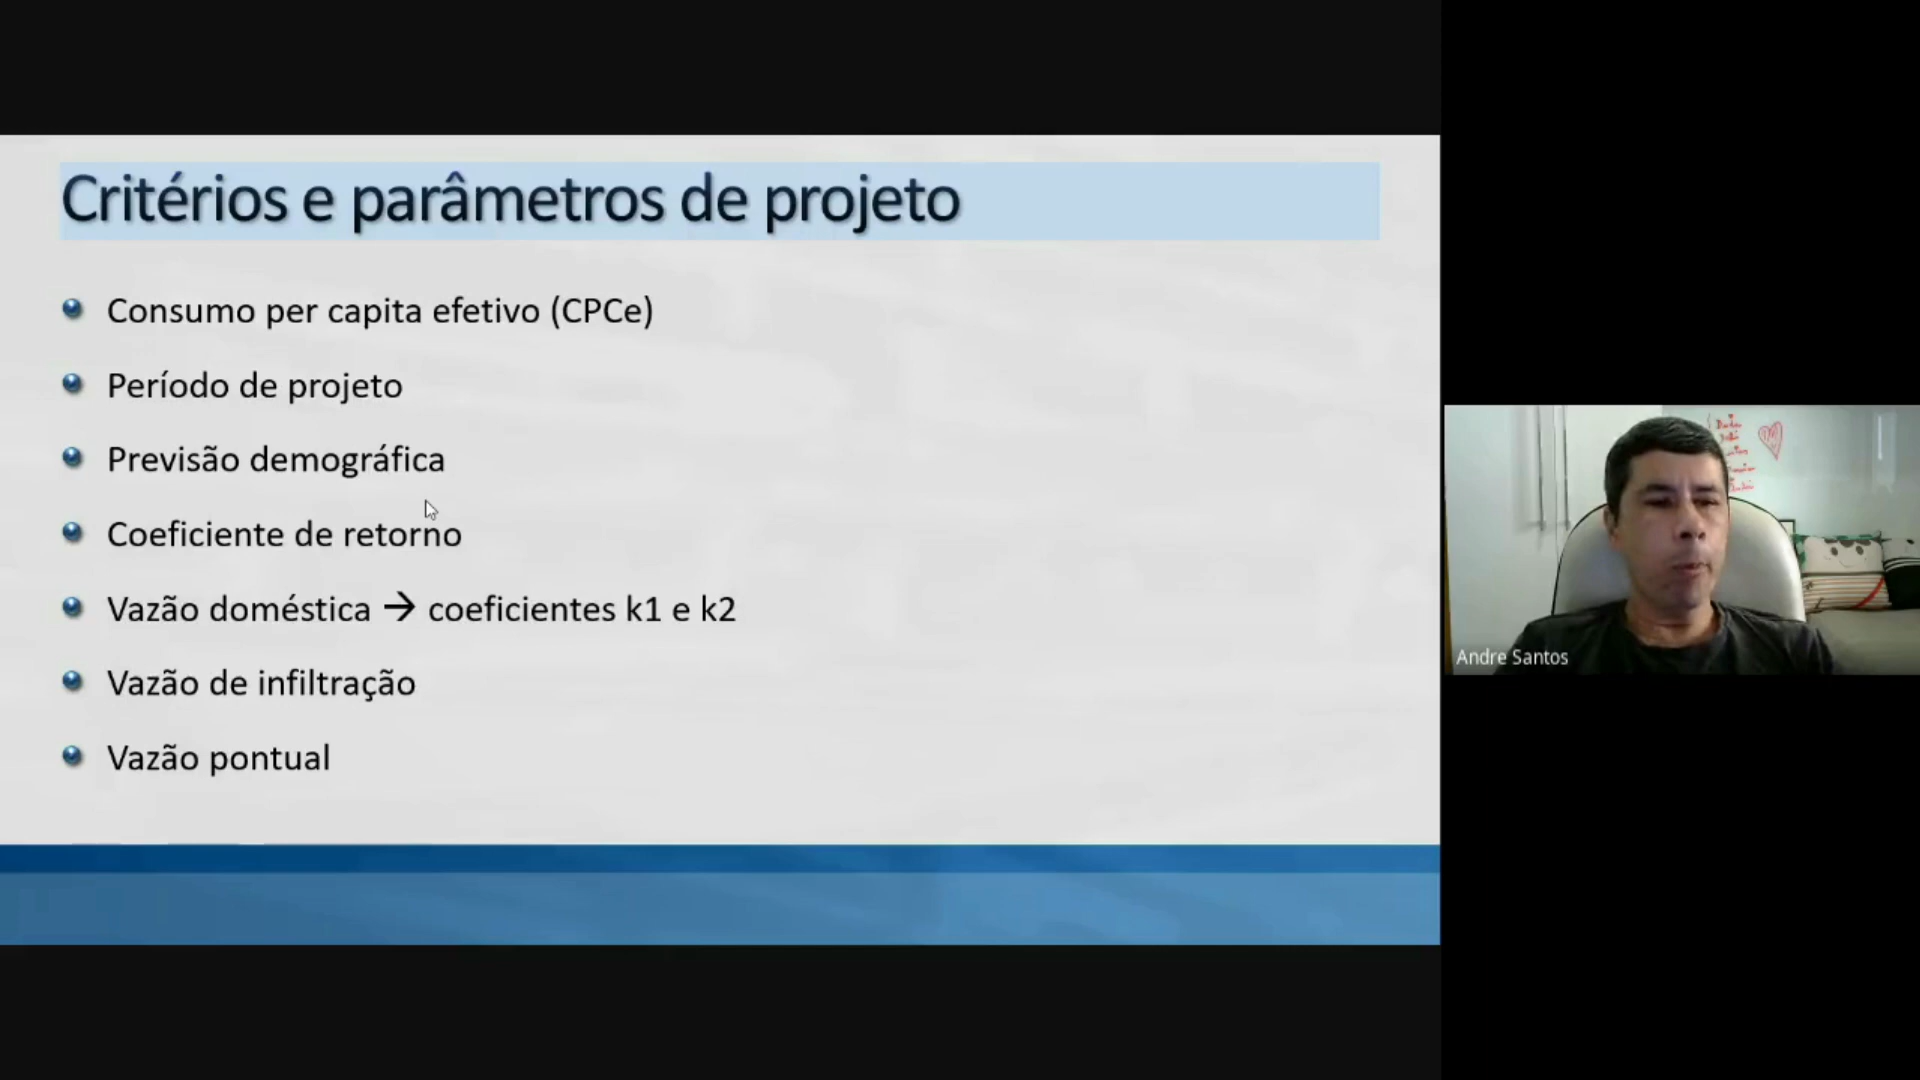 Critérios e parâmetros de projeto
Consumo per capita efetivo (CPCe)
Período de projeto
Previsão demográfica
Coeficiente de retorno
Vazão doméstica → coeficientes k1 e k2
Vazão de infiltração
Vazão pontual
Andre Santos